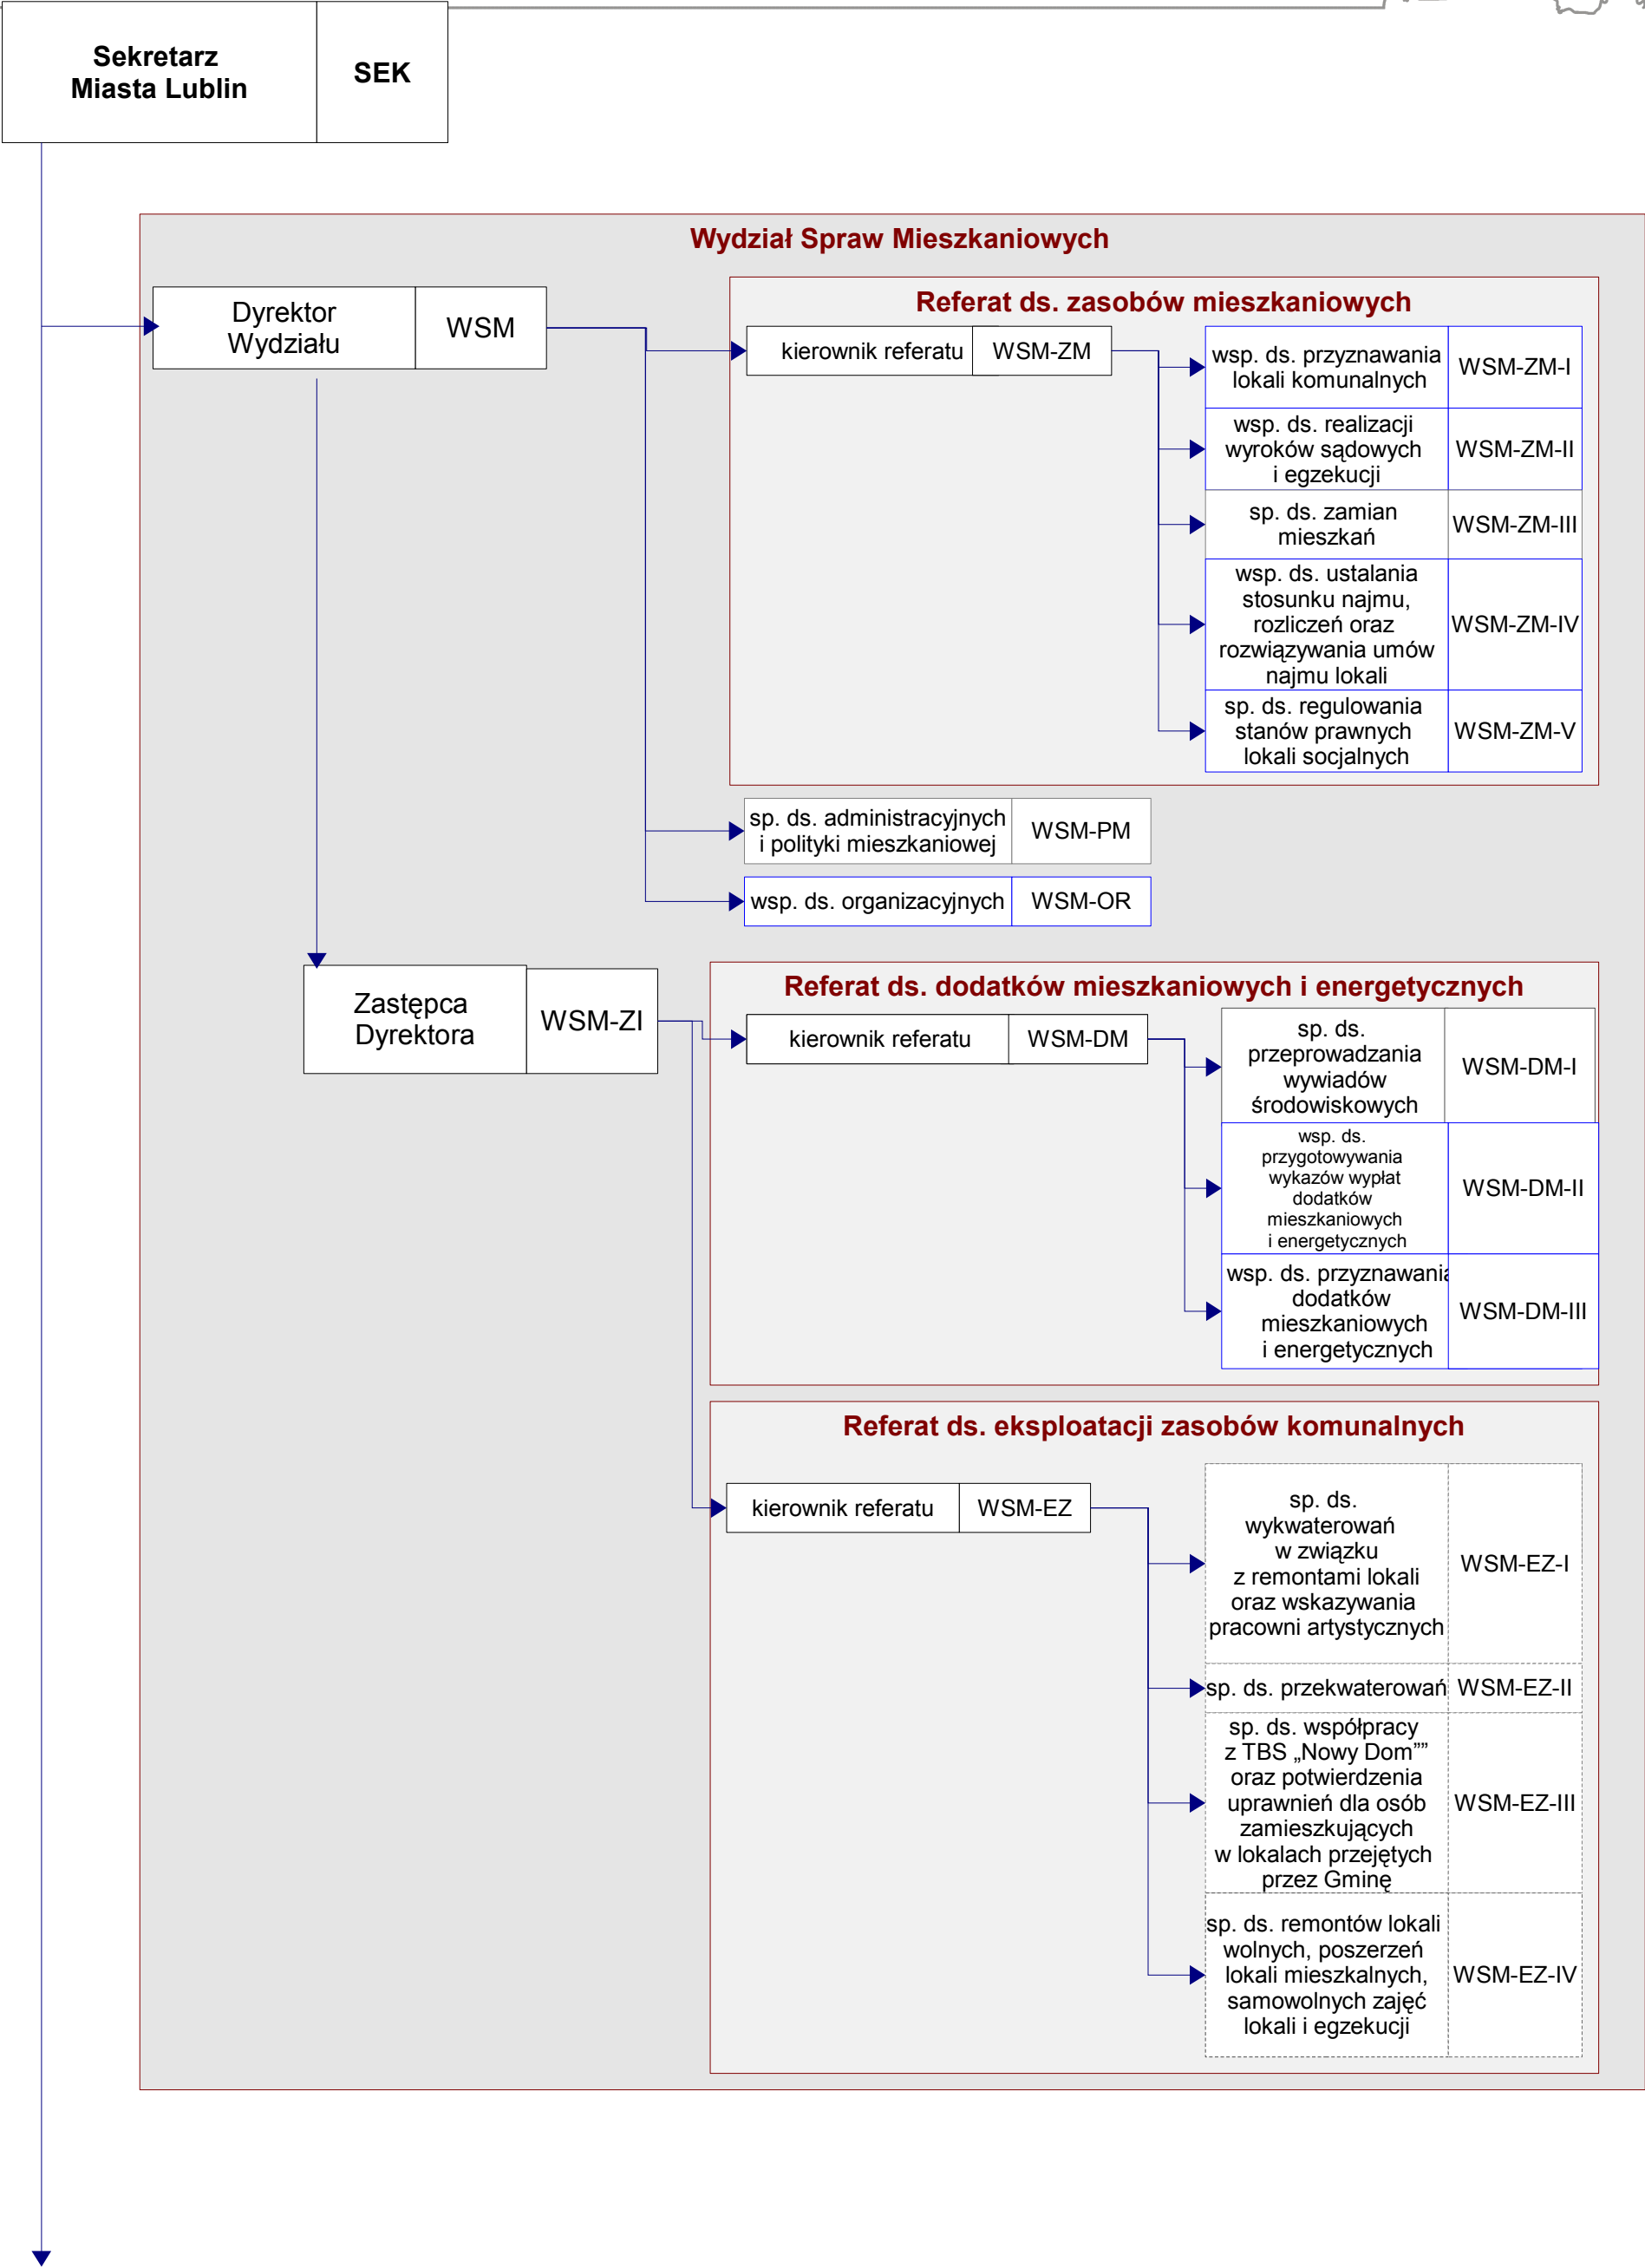 Sekretarz
Miasta Lublin
SEK
Wydział Spraw Mieszkaniowych
Dyrektor
Wydziału
WSM
Referat ds. zasobów mieszkaniowych
kierownik referatu
WSM-ZM
wsp. ds. przyznawania
lokali komunalnych
WSM-ZM-I
wsp. ds. realizacji
wyroków sądowych
i egzekucji
WSM-ZM-II
sp. ds. zamian
mieszkań
WSM-ZM-III
wsp. ds. ustalania
stosunku najmu,
rozliczeń oraz
rozwiązywania umów
najmu lokali
WSM-ZM-IV
sp. ds. regulowania
stanów prawnych
lokali socjalnych
WSM-ZM-V
sp. ds. administracyjnych
i polityki mieszkaniowej
WSM-PM
wsp. ds. organizacyjnych
WSM-OR
Zastępca
Dyrektora
WSM-ZI
Referat ds. dodatków mieszkaniowych i energetycznych
kierownik referatu
WSM-DM
sp. ds.
przeprowadzania
wywiadów
środowiskowych
WSM-DM-I
wsp. ds.
przygotowywania
wykazów wypłat
dodatków
mieszkaniowych
i energetycznych
WSM-DM-II
wsp. ds. przyznawania
dodatków
mieszkaniowych
i energetycznych
WSM-DM-III
Referat ds. eksploatacji zasobów komunalnych
kierownik referatu
WSM-EZ
sp. ds.
wykwaterowań
w związku
z remontami lokali
oraz wskazywania
pracowni artystycznych
WSM-EZ-I
sp. ds. przekwaterowań
WSM-EZ-II
sp. ds. współpracy
z TBS „Nowy Dom””
oraz potwierdzenia
uprawnień dla osób
zamieszkujących
w lokalach przejętych
przez Gminę
WSM-EZ-III
sp. ds. remontów lokali
wolnych, poszerzeń
lokali mieszkalnych,
samowolnych zajęć
lokali i egzekucji
WSM-EZ-IV